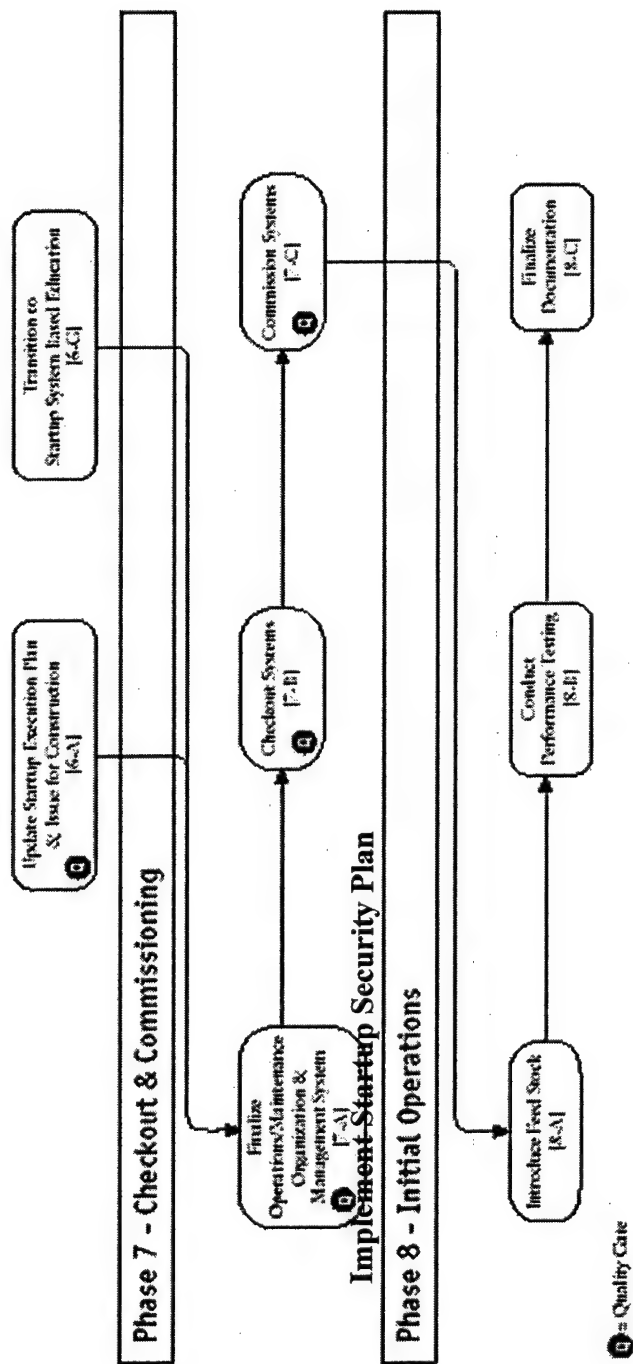 Update Startup Execution Plan
& Issue for Construction
[6-A]
Q
Transition to
Startup System Based Education
[6-G]
Phase 7 - Checkout & Commissioning
Finalize
Operations/Maintenance
Organization &
Management System
[7-A]
Q
Checkout Systems
[7-B]
Q
Commission Systems
[7-C]
Q
Implement Startup Security Plan
Phase 8 - Initial Operations
Introduce Feed Stock
[8-A]
Conduct
Performance Testing
[8-B]
Finalize
Documentation
[8-C]
Q = Quality Gate